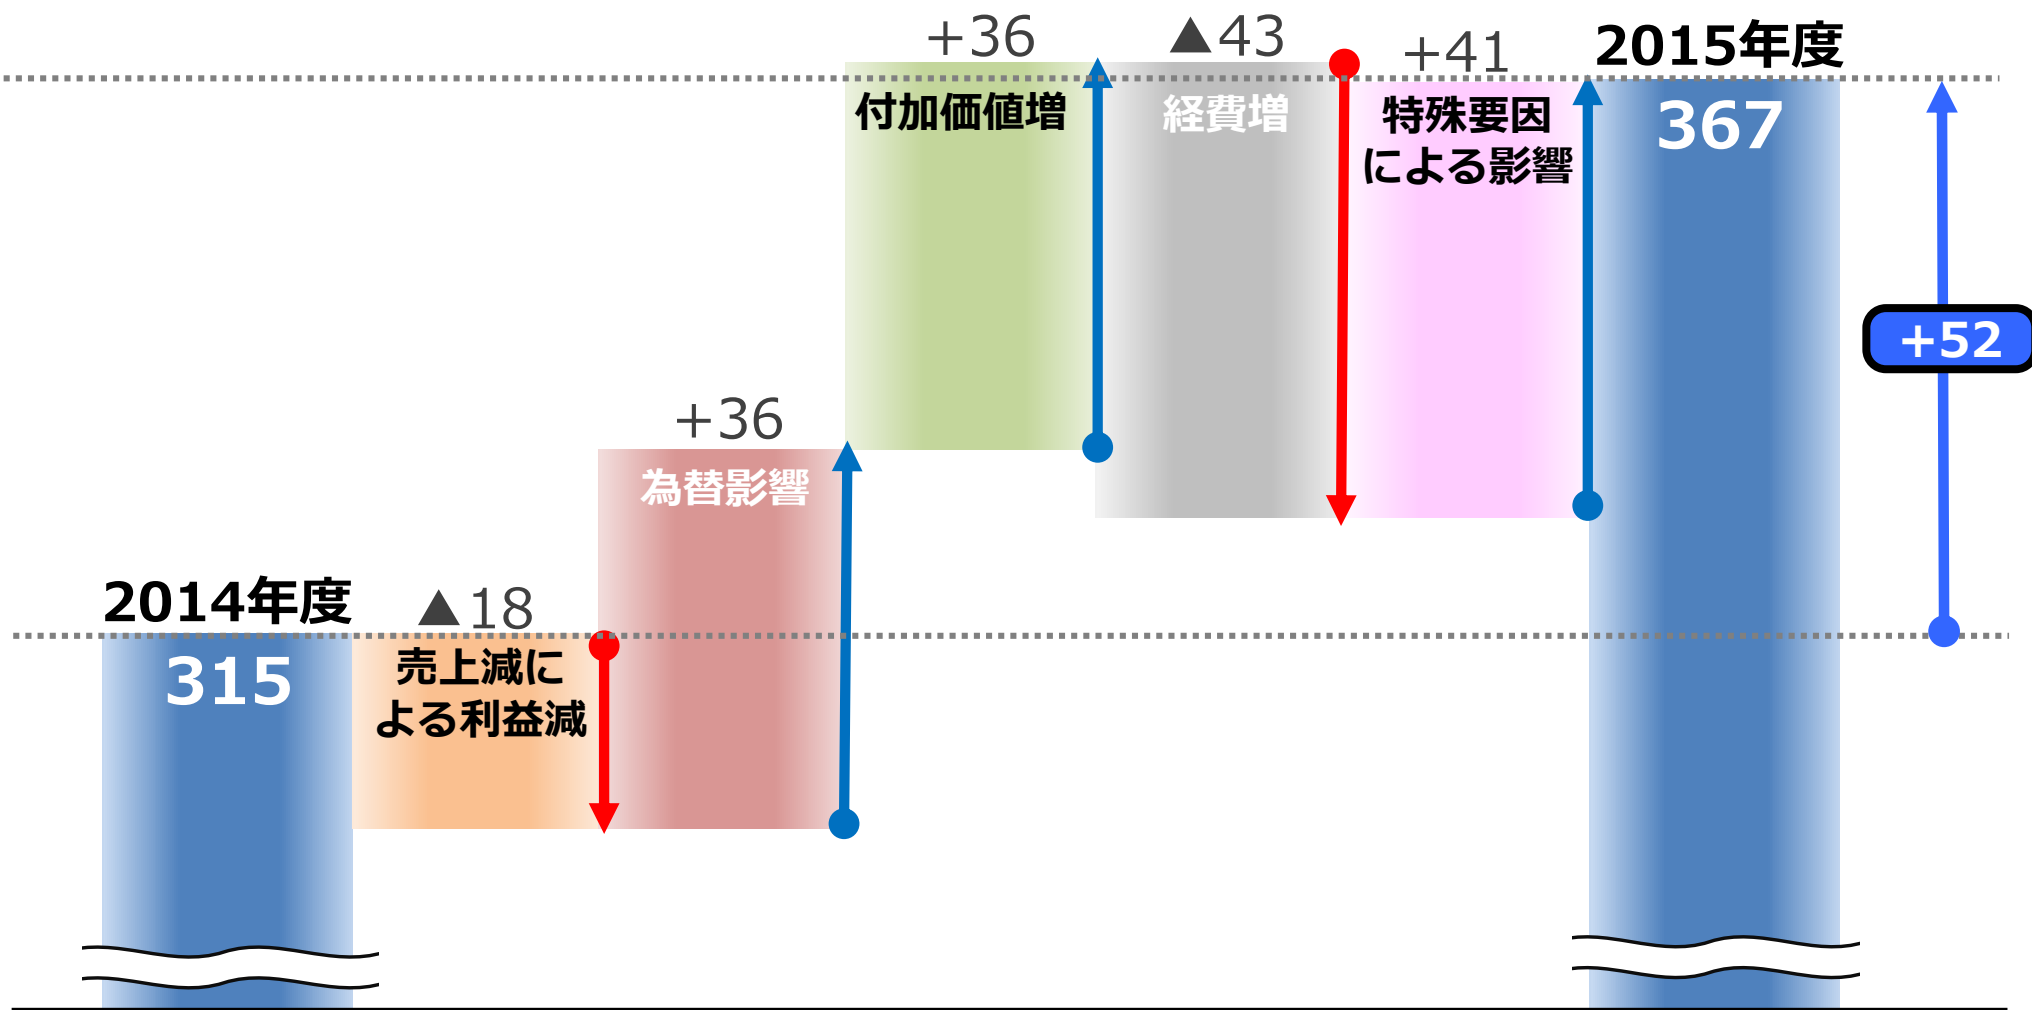 2014年度
315
▲18
売上減に
よる利益減
+36
為替影響
+36
付加価値増
▲43
経費増
+41
特殊要因
による影響
2015年度
367
+52